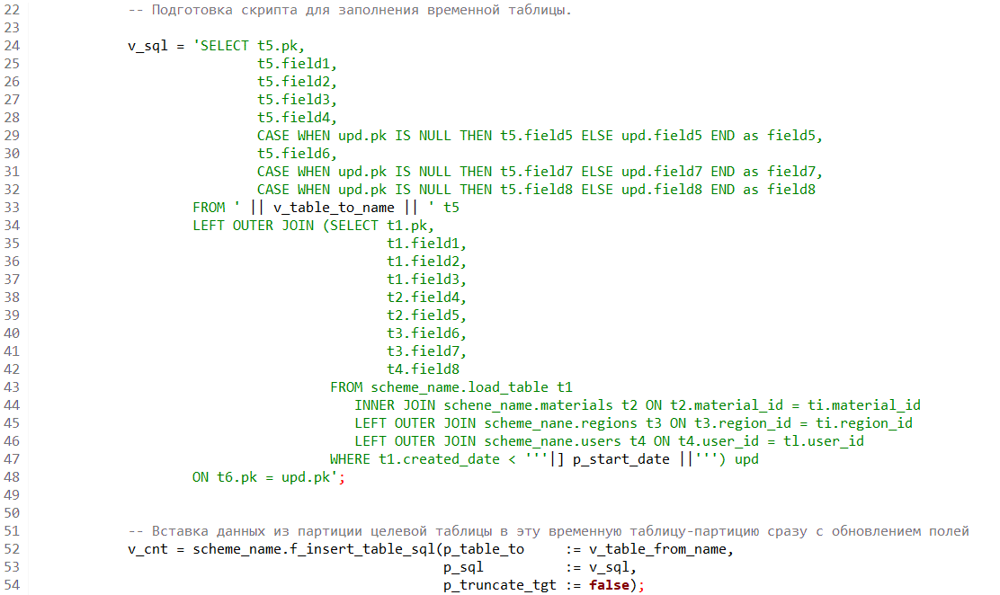 22 -- Подготовка скрипта для заполнения временной таблицы.
23
24 v_sql = 'SELECT t5.pk,
25 t5.field1,
26 t5.field2,
27 t5.field3,
28 t5.field4,
29 CASE WHEN upd.pk IS NULL THEN t5.field5 ELSE upd.field5 END as field5,
30 t5.field6,
31 CASE WHEN upd.pk IS NULL THEN t5.field7 ELSE upd.field7 END as field7,
32 CASE WHEN upd.pk IS NULL THEN t5.field8 ELSE upd.field8 END as field8
33 FROM ' || v_table_to_name || ' t5
34 LEFT OUTER JOIN (SELECT t1.pk,
35 t1.field1,
36 t1.field2,
37 t1.field3,
38 t2.field4,
39 t2.field5,
40 t3.field6,
41 t3.field7,
42 t4.field8
43 FROM scheme_name.load_table t1
44 INNER JOIN schene_name.materials t2 ON t2.material_id = ti.material_id
45 LEFT OUTER JOIN scheme_nane.regions t3 ON t3.region_id = ti.region_id
46 LEFT OUTER JOIN scheme_nane.users t4 ON t4.user_id = tl.user_id
47 WHERE t1.created_date < '''|] p_start_date ||''') upd
48 ON t6.pk = upd.pk';
49
50
51 -- Вставка данных из партиции целевой таблицы в эту временную таблицу-партицию сразу с обновлением полей
52 v_cnt = scheme_name.f_insert_table_sql(p_table_to := v_table_from_name,
53 p_sql := v_sql,
54 p_truncate_tgt := false);